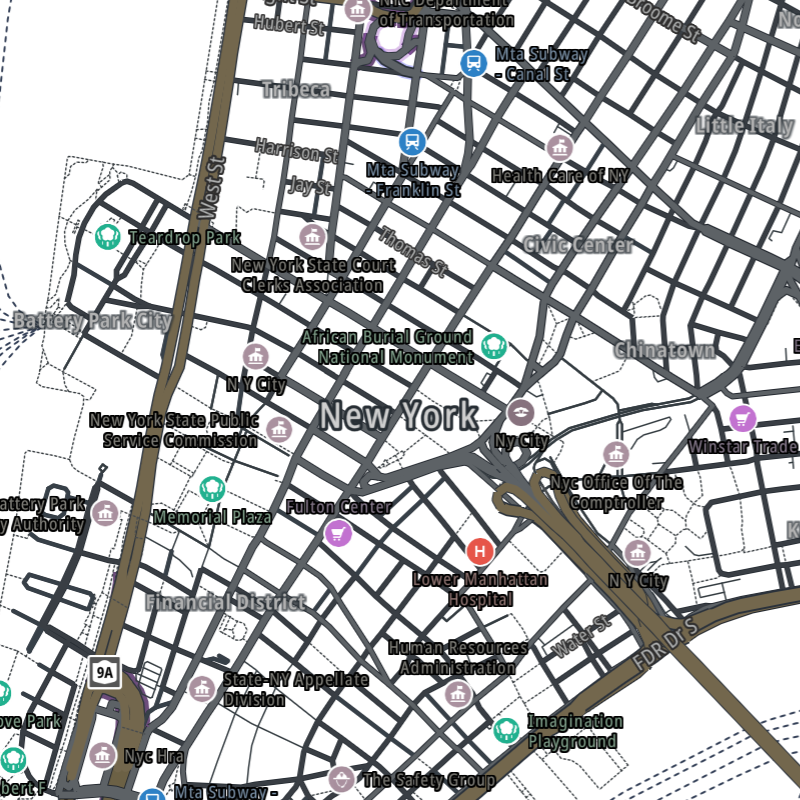 NYC Department
of Transportation
Hubert St
Broome St
Mta Subway
- Canal St
Tribeca
Little Italy
Harrison St
Mta Subway
- Franklin St
Health Care of NY
Jay St
West St
Teardrop Park
Thomas St
Civic Center
New York State Court
Clerks Association
Battery Park City
African Burial Ground
National Monument
Chinatown
N Y City
New York
Ny City
New York State Public
Service Commission
Winstar Trade
Nyc Office Of The
Comptroller
Memorial Plaza
Fulton Center
attery Park
y Authority
Lower Manhattan
Hospital
N Y City
Financial District
Water St
FDR Dr S
Human Resources
Administration
9A
State-NY Appellate
Division
ove Park
Imagination
Playground
Nyc Hra
The Safety Group
bert F
Mta Subway -